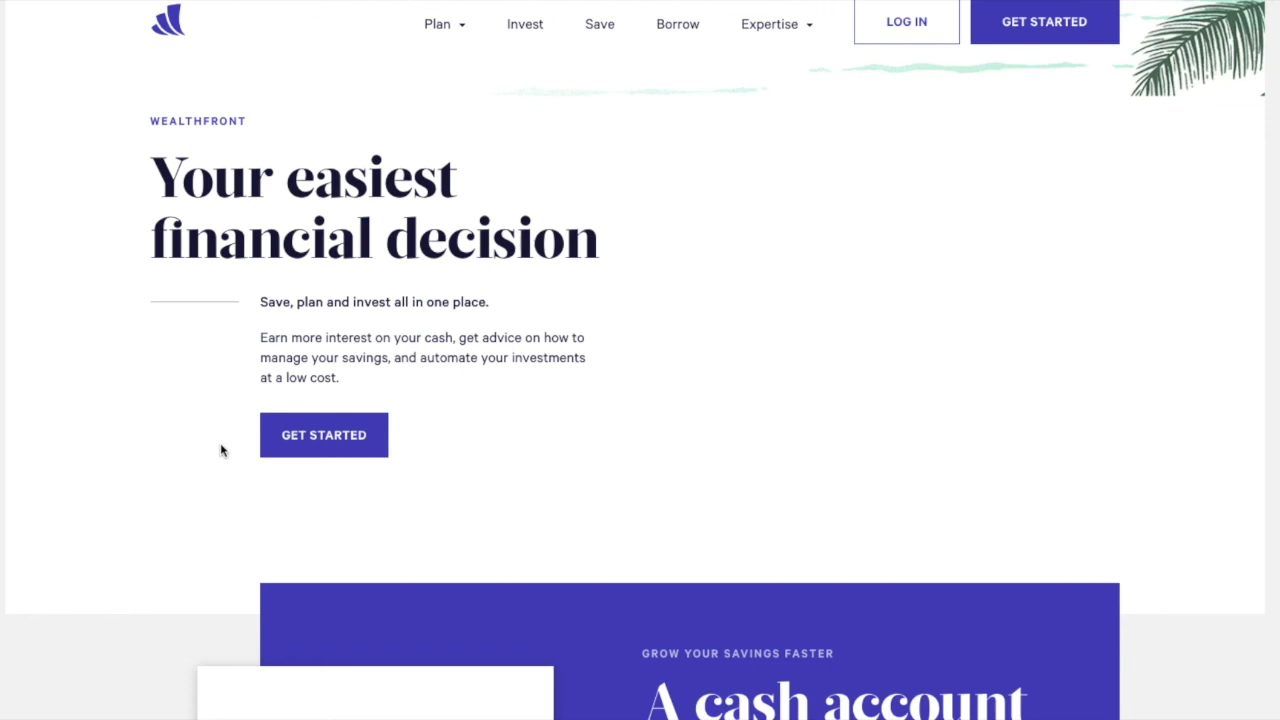 Plan
Invest
Save
Borrow
Expertise
LOG IN
GET STARTED
WEALTHFRONT
Your easiest
financial decision
Save, plan and invest all in one place.
Earn more interest on your cash, get advice on how to
manage your savings, and automate your investments
at a low cost.
GET STARTED
GROW YOUR SAVINGS FASTER
A cash account